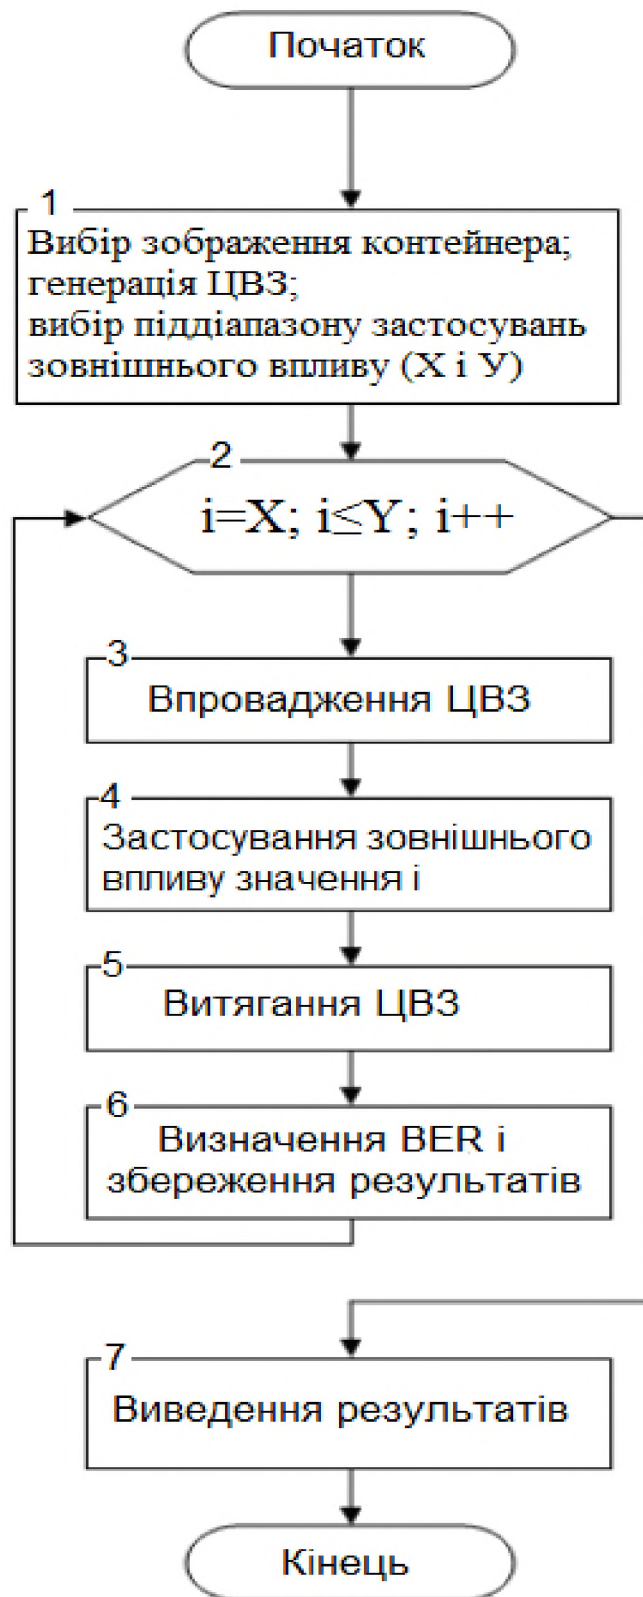 Початок
1
Вибір зображення контейнера;
генерація ЦВЗ;
вибір піддіапазону застосувань
зовнішнього впливу (X і У)
2
i=X; i≤Y; i++
3
Впровадження ЦВЗ
4
Застосування зовнішнього
впливу значення і
5
Витягання ЦВЗ
6
Визначення BER і
збереження результатів
7
Виведення результатів
Кінець